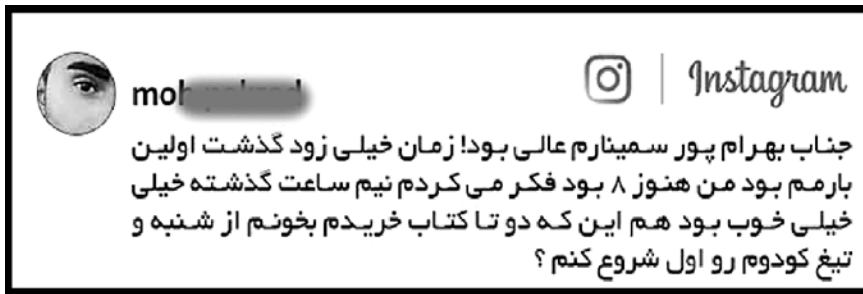 Instagram
جناب بهرام پور سمینارم عالی بود! زمان خیلی زود گذشت اولین
بارمم بود من هنوز ۸ بود فکر می کردم نیم ساعت گذشته خیلی
خیلی خوب بود هم این که دو تا کتاب خریدم بخونم از شنبه و
تیغ کودوم رو اول شروع کنم ؟